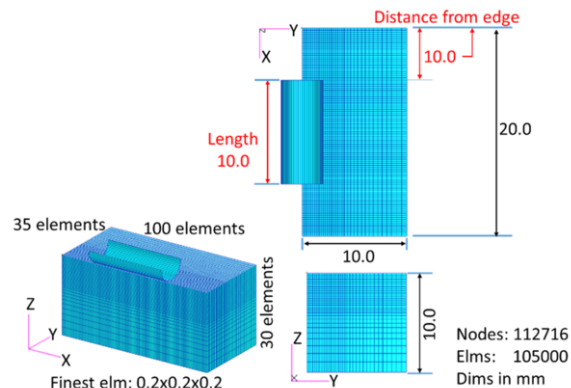 Distance from edge
Y
X
10.0
Length
10.0
20.0
35 elements
100 elements
10.0
30 elements
Z
Y
X
Finest elm: 0.2x0.2x0.2
Z
Y
10.0
Nodes: 112716
Elms: 105000
Dims in mm